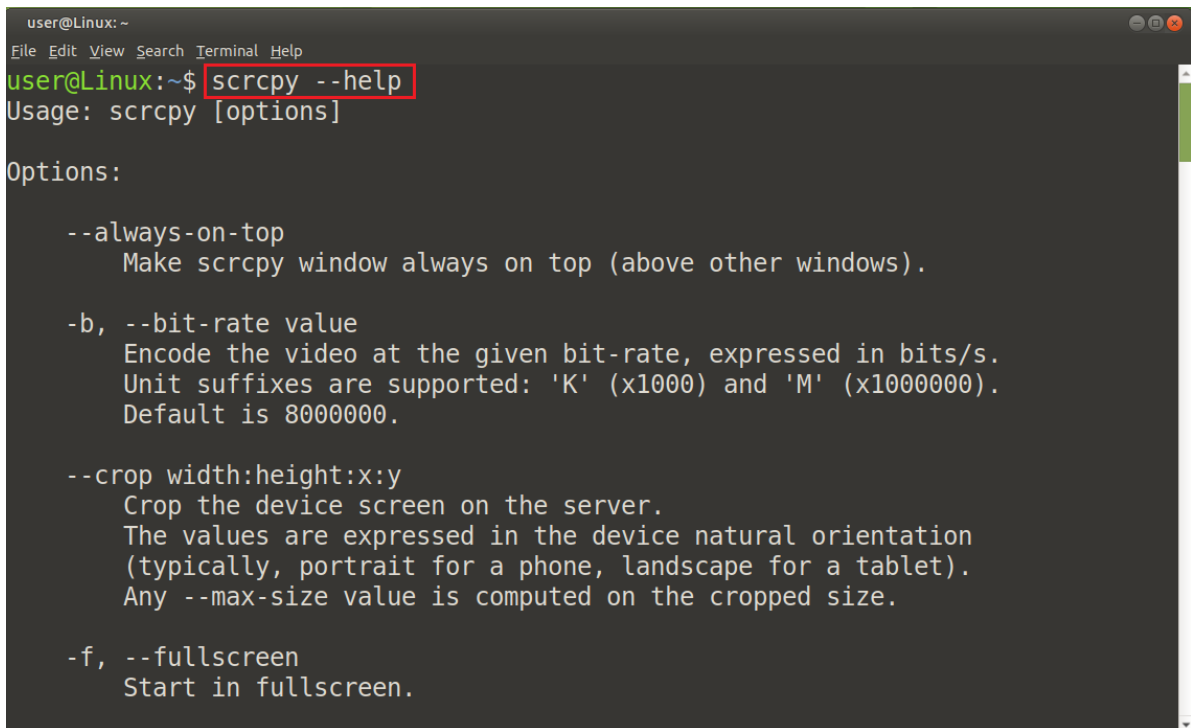 user@Linux: ~
File Edit View Search Terminal Help
user@Linux:~$ scrcpy --help
Usage: scrcpy [options]
Options:
--always-on-top
Make scrcpy window always on top (above other windows).
-b, --bit-rate value
Encode the video at the given bit-rate, expressed in bits/s.
Unit suffixes are supported: 'K' (x1000) and 'M' (x1000000).
Default is 8000000.
--crop width:height:x:y
Crop the device screen on the server.
The values are expressed in the device natural orientation
(typically, portrait for a phone, landscape for a tablet).
Any --max-size value is computed on the cropped size.
-f, --fullscreen
Start in fullscreen.